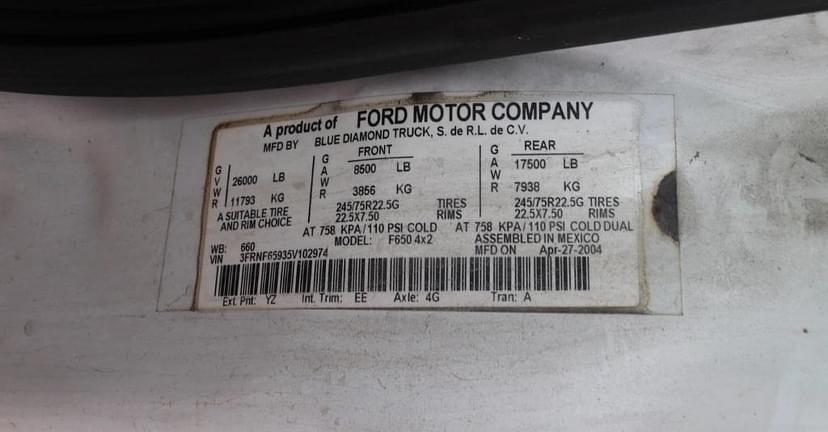 A product of FORD MOTOR COMPANY
MFD BY BLUE DIAMOND TRUCK, S. de R.L. de C.V.
GVWR 26000 LB
11793 KG
A SUITABLE TIRE
AND RIM CHOICE
FRONT
GAWR 8500 LB
3856 KG
245/75R22.5G TIRES
22.5X7.50 RIMS
AT 758 KPA/110 PSI COLD
REAR
GAWR 17500 LB
7938 KG
245/75R22.5G TIRES
22.5X7.50 RIMS
AT 758 KPA/110 PSI COLD DUAL
MODEL: F650 4x2
ASSEMBLED IN MEXICO
WB: 660
MFD ON Apr-27-2004
VIN 3FRNF65935V102974
Ext. Pnt: YZ Int. Trim: EE Axle: 4G Tran: A